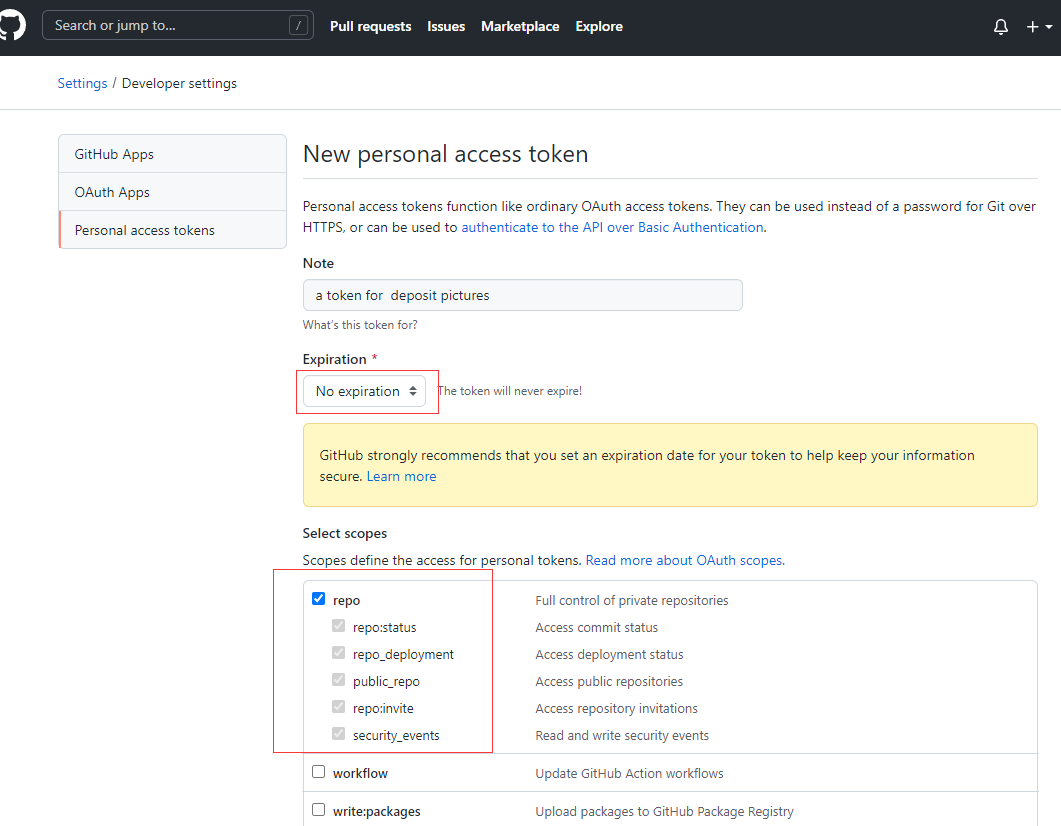 Search or jump to... /
Pull requests Issues Marketplace Explore
Settings / Developer settings
GitHub Apps
OAuth Apps
Personal access tokens
New personal access token
Personal access tokens function like ordinary OAuth access tokens. They can be used instead of a password for Git over
HTTPS, or can be used to authenticate to the API over Basic Authentication.
Note
a token for  deposit pictures
What's this token for?
Expiration *
No expiration The token will never expire!
GitHub strongly recommends that you set an expiration date for your token to help keep your information
secure. Learn more
Select scopes
Scopes define the access for personal tokens. Read more about OAuth scopes.
repo Full control of private repositories
repo:status Access commit status
repo_deployment Access deployment status
public_repo Access public repositories
repo:invite Access repository invitations
security_events Read and write security events
workflow Update GitHub Action workflows
write:packages Upload packages to GitHub Package Registry